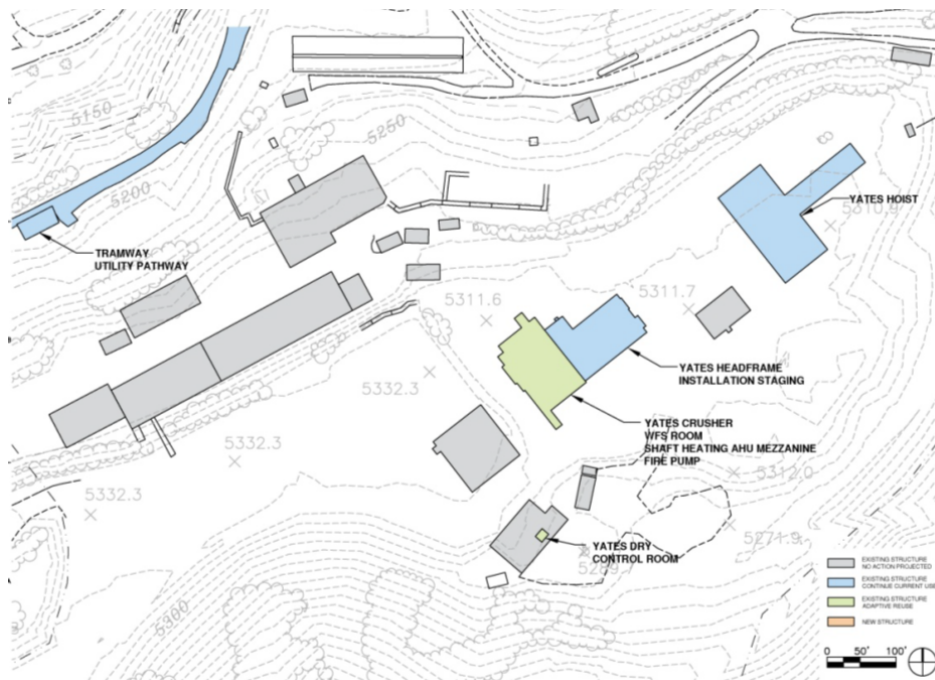 5150
5250
5200
YATES HOIST
5310.9
TRAMWAY
UTILITY PATHWAY
5311.6
5311.7
YATES HEADFRAME
INSTALLATION STAGING
5332.3
YATES CRUSHER
WFS ROOM
SHAFT HEATING AHU MEZZANINE
FIRE PUMP
5332.3
5312.0
5332.3
5271.9
YATES DRY
CONTROL ROOM
5300
EXISTING STRUCTURE
NO ACTION PROJECTED
EXISTING STRUCTURE
CONTINUE CURRENT USE
EXISTING STRUCTURE
ADAPTIVE REUSE
NEW STRUCTURE
0 50' 100'